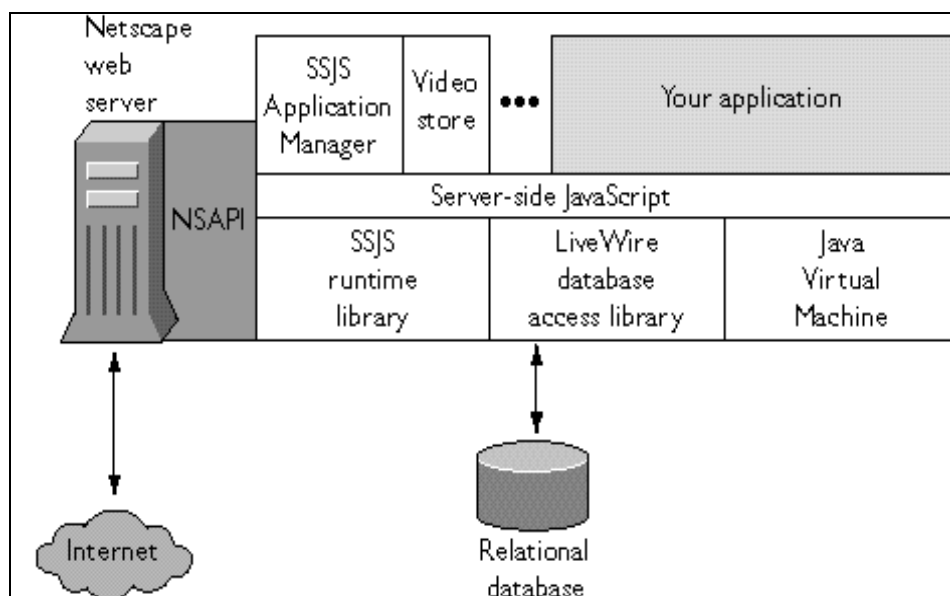 Netscape
web
server
SSJS
Application
Manager
Video
store
Your application
NSAPI
Server-side JavaScript
SSJS
runtime
library
LiveWire
database
access library
Java
Virtual
Machine
Internet
Relational
database